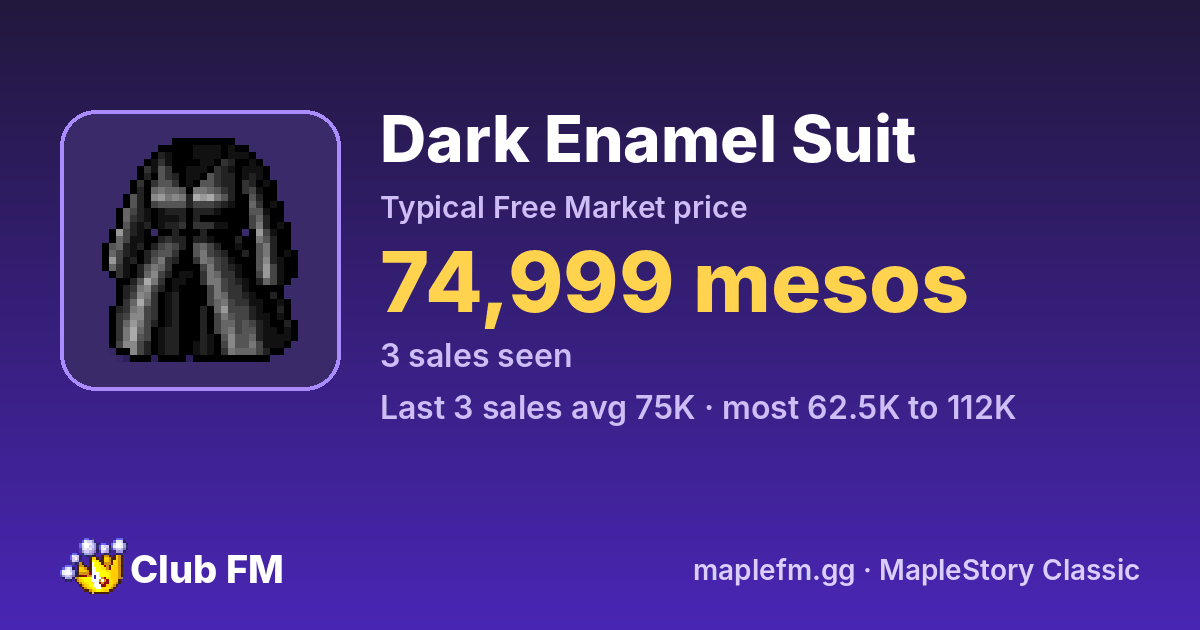 Dark Enamel Suit
Typical Free Market price
74,999 mesos
3 sales seen
Last 3 sales avg 75K · most 62.5K to 112K
Club FM
maplefm.gg · MapleStory Classic